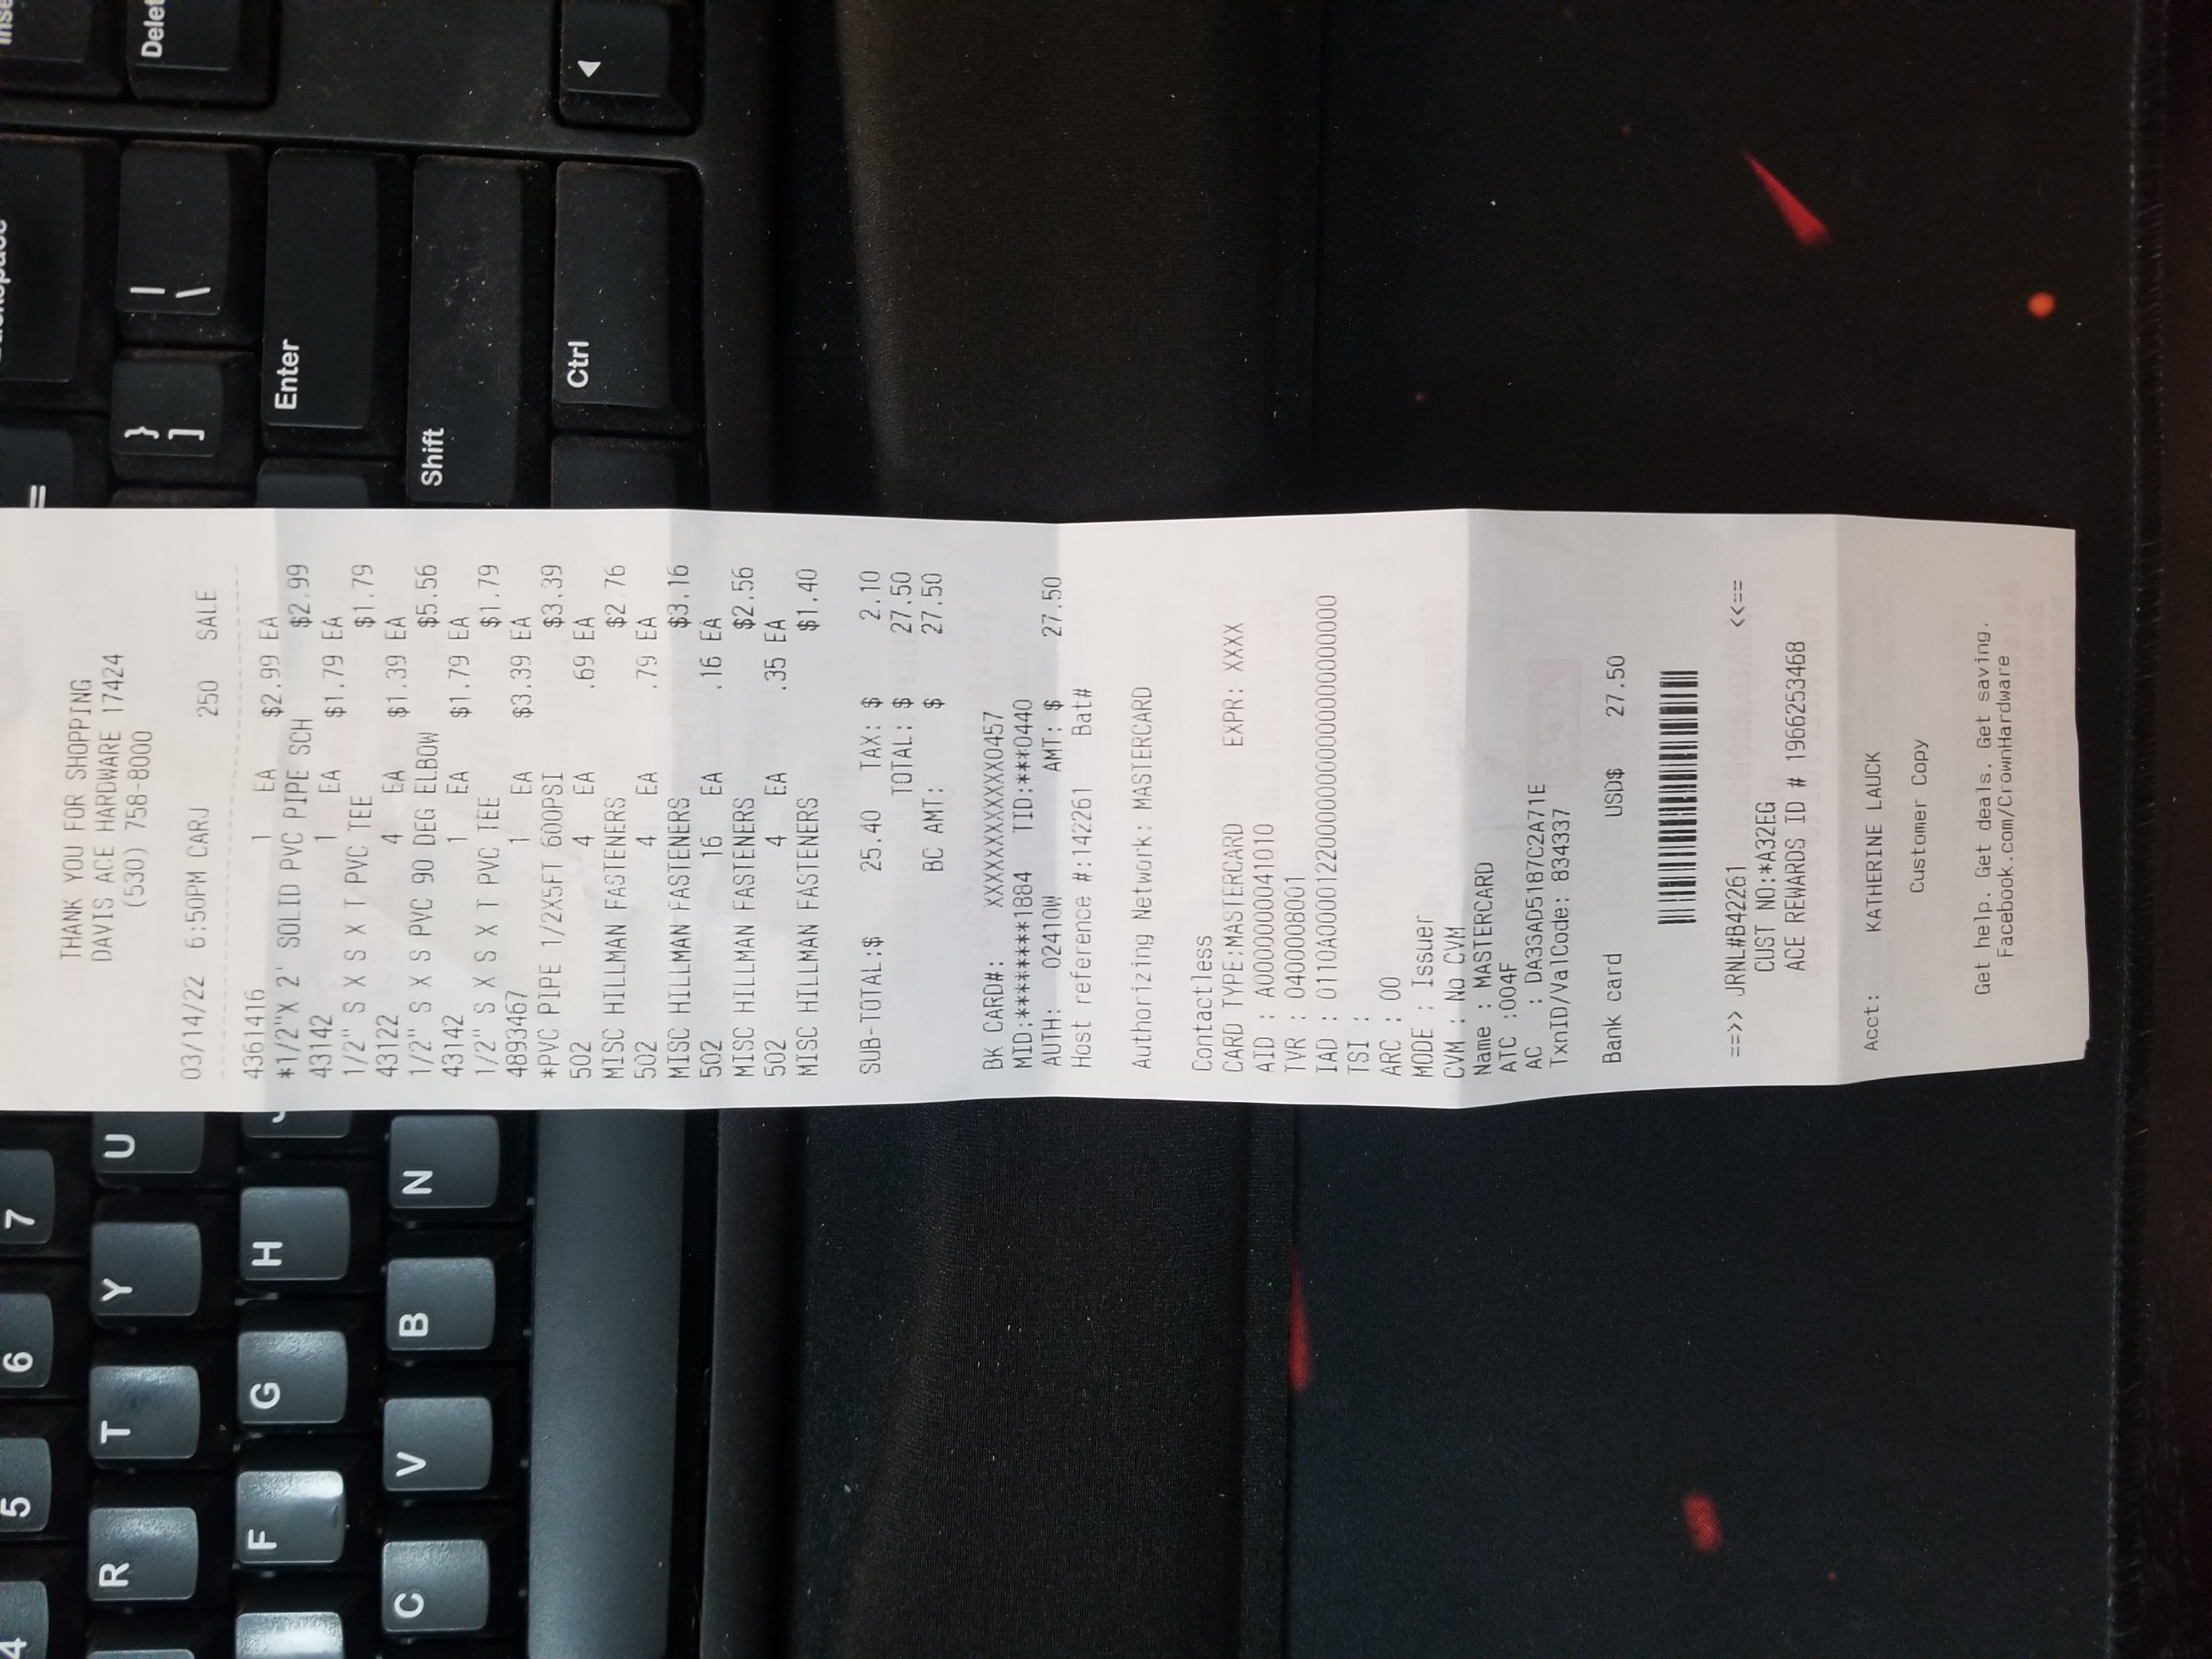 4 5 6 7 = Backspace Inse
R T Y U } ] | \ Delet
F G H J Enter
C V B N Shift
Ctrl
THANK YOU FOR SHOPPING
DAVIS ACE HARDWARE 17424
(530) 758-8000
03/14/22 6:50PM CARJ 250 SALE
4361416 1 EA $2.99 EA
*1/2"X 2' SOLID PVC PIPE SCH $2.99
43142 1 EA $1.79 EA
1/2" S X S X T PVC TEE $1.79
43122 4 EA $1.39 EA
1/2" S X S PVC 90 DEG ELBOW $5.56
43142 1 EA $1.79 EA
1/2" S X S X T PVC TEE $1.79
4893467 1 EA $3.39 EA
*PVC PIPE 1/2X5FT 600PSI $3.39
502 4 EA .69 EA
MISC HILLMAN FASTENERS $2.76
502 4 EA .79 EA
MISC HILLMAN FASTENERS $3.16
502 16 EA .16 EA
MISC HILLMAN FASTENERS $2.56
502 4 EA .35 EA
MISC HILLMAN FASTENERS $1.40
SUB-TOTAL:$ 25.40 TAX: $ 2.10
TOTAL: $ 27.50
BC AMT: $ 27.50
BK CARD#: XXXXXXXXXXXX0457
MID:********1884 TID:***0440
AUTH: 02410W AMT: $ 27.50
Host reference #:142261 Bat#
Authorizing Network: MASTERCARD
Contactless
CARD TYPE:MASTERCARD EXPR: XXXX
AID : A0000000041010
TVR : 0400008001
IAD : 0110A00001220000000000000000000000
TSI :
ARC : 00
MODE : Issuer
CVM : No CVM
Name : MASTERCARD
ATC :004F
AC : DA33AD5187C2A71E
TxnID/ValCode: 834337
Bank card USD$ 27.50
==>> JRNL#B42261 <<==
CUST NO:*A32EG
ACE REWARDS ID # 1966253468
Acct: KATHERINE LAUCK
Customer Copy
Get help. Get deals. Get saving.
Facebook.com/CrownHardware